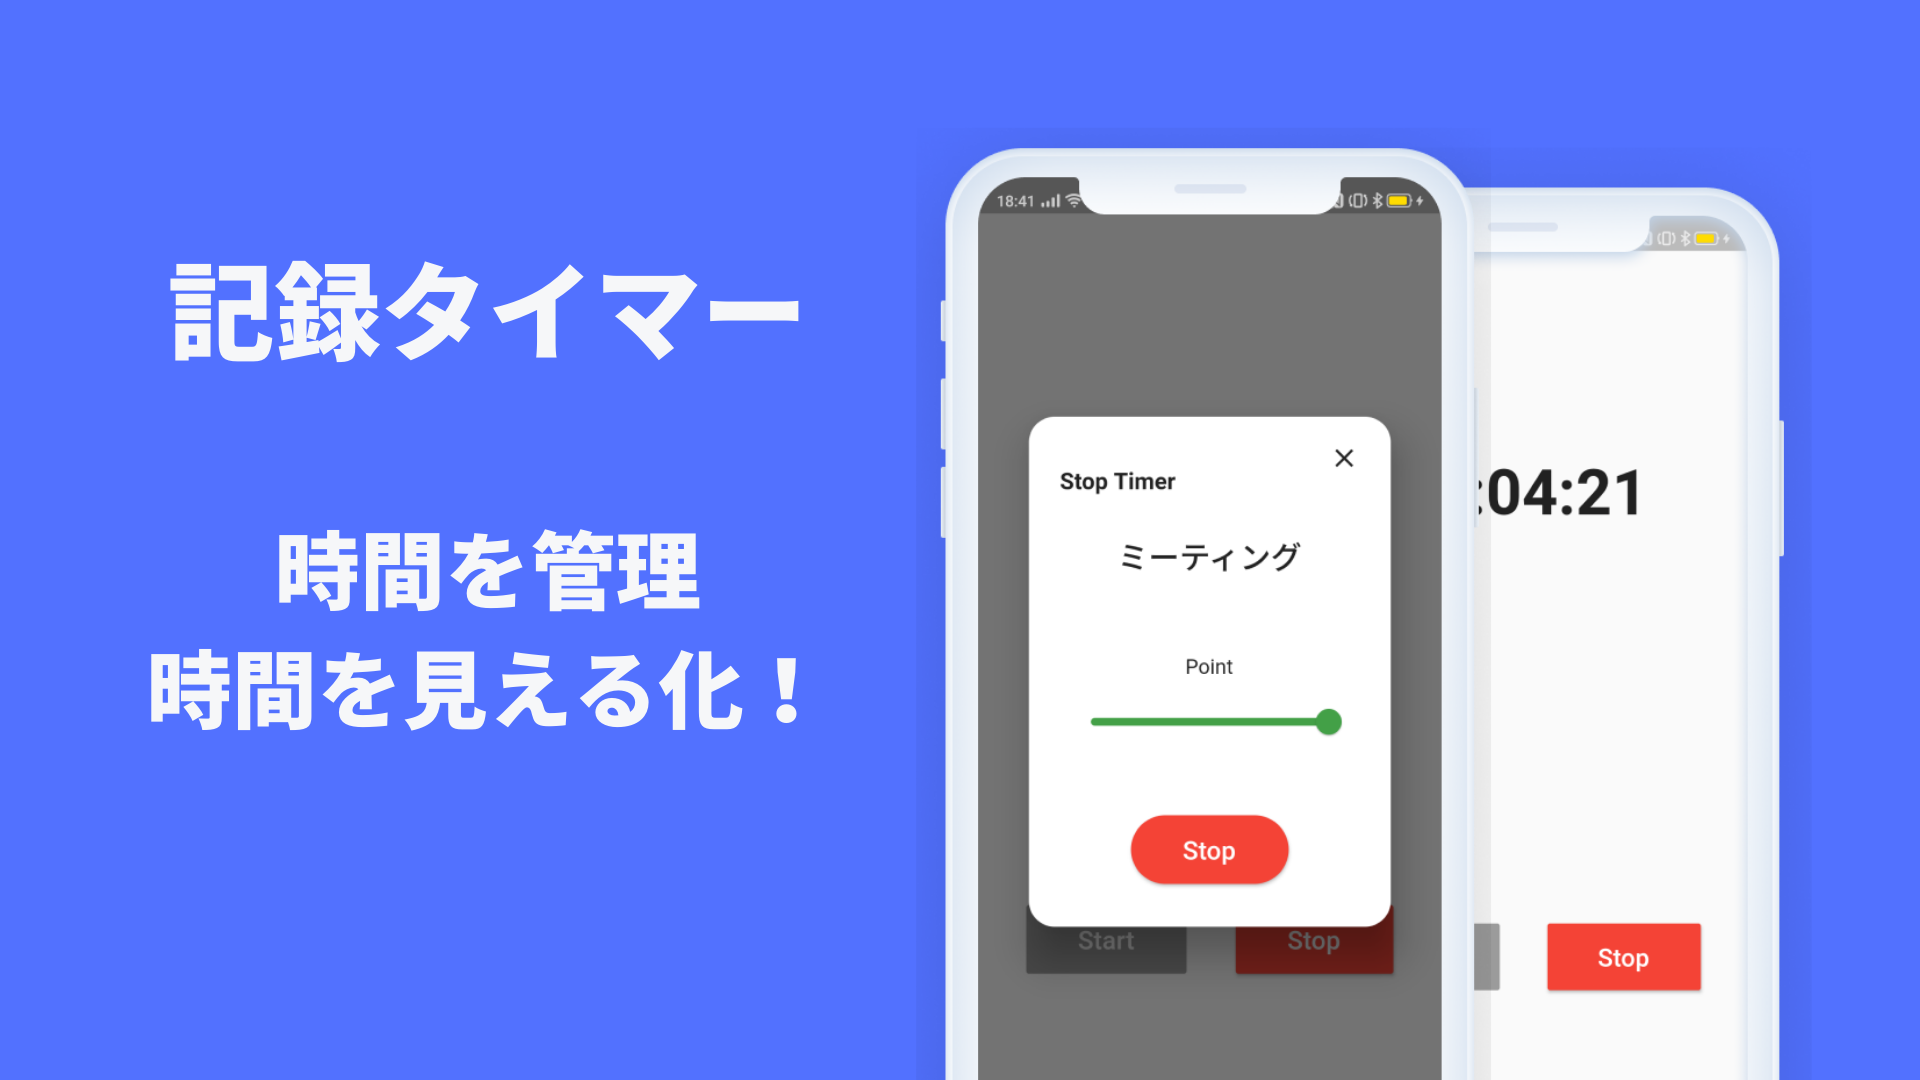 記録タイマー
時間を管理
時間を見える化！
18:41
Stop Timer
ミーティング
Point
Stop
Start
Stop
:04:21
Stop